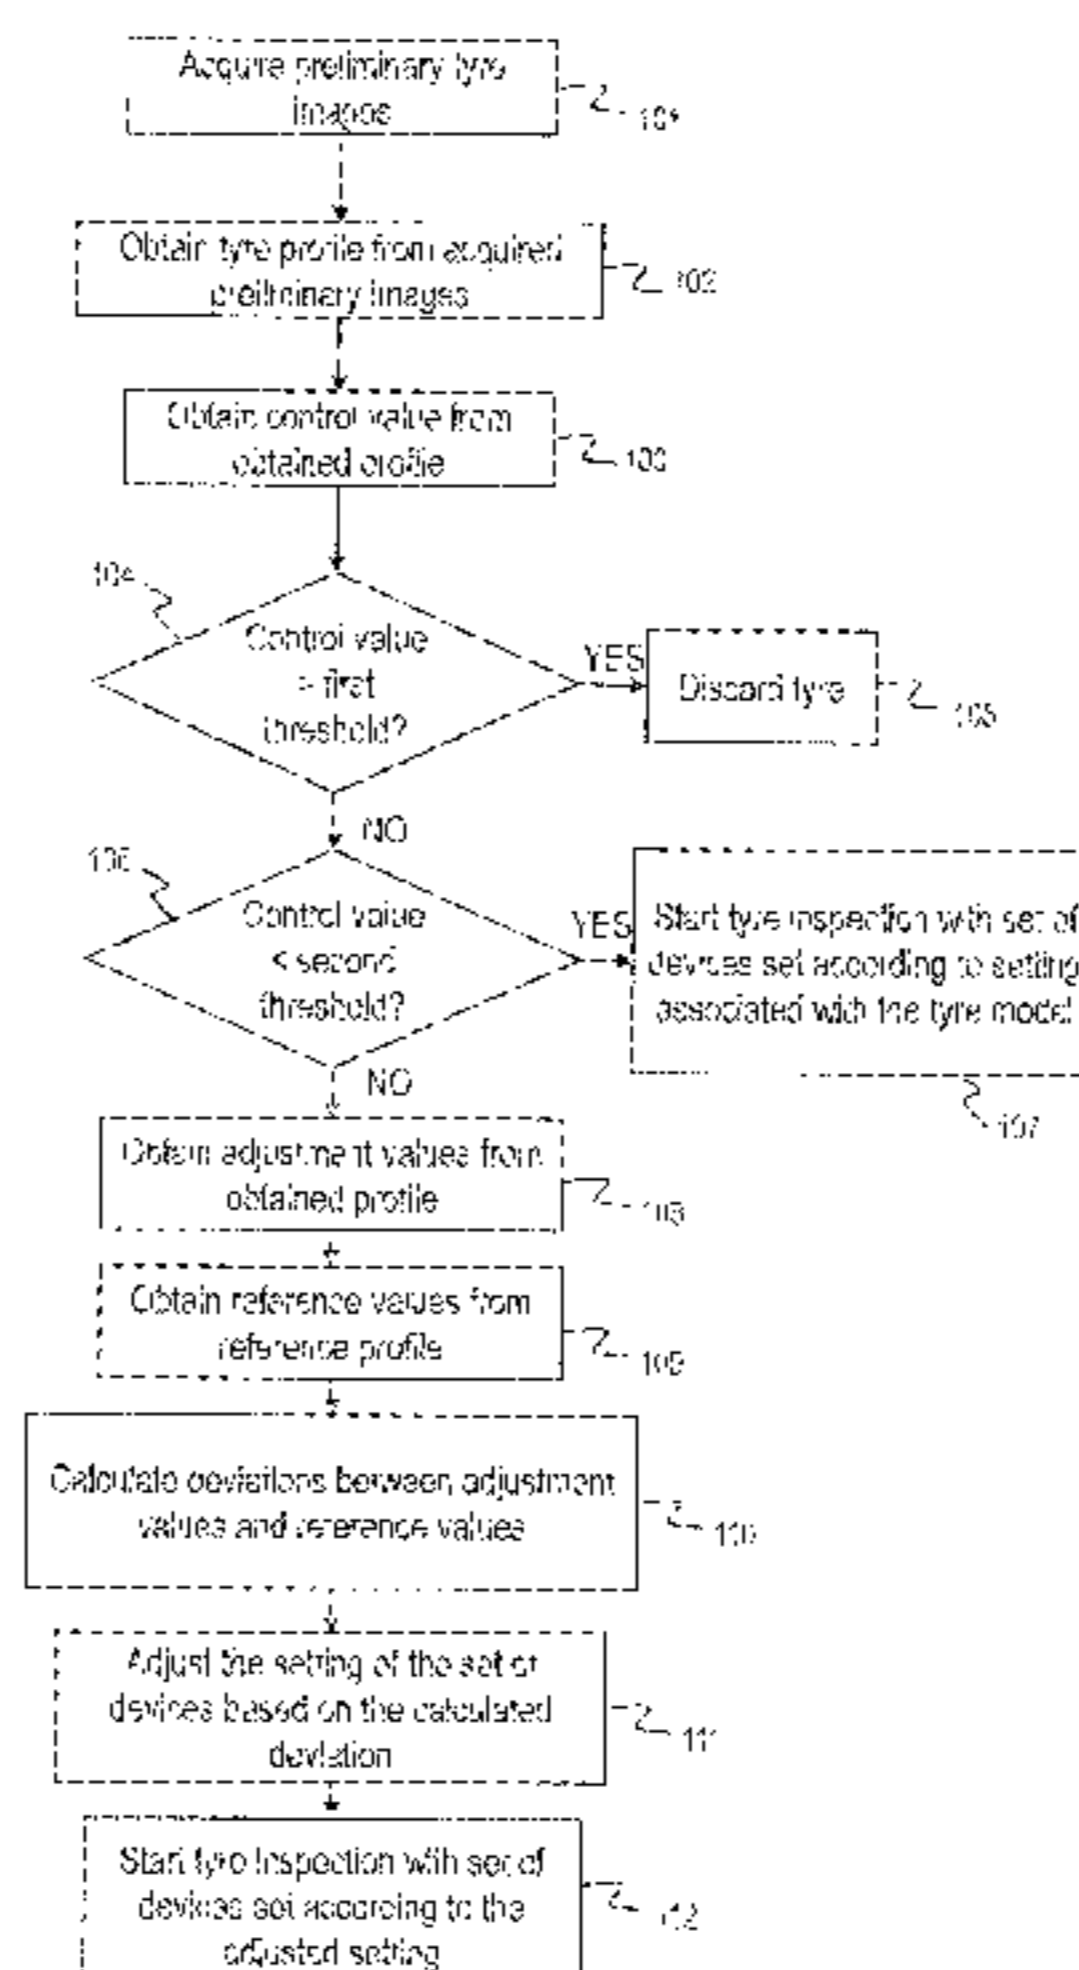 Acquire preliminary tyre
images
101
Obtain tyre profile from acquired
preliminary images
102
Obtain control value from
obtained profile
103
104
Control value
> first
threshold?
YES
Discard tyre
105
NO
106
Control value
< second
threshold?
YES
Start tyre inspection with set of
devices set according to setting
associated with the tyre model
107
NO
Obtain adjustment values from
obtained profile
108
Obtain reference values from
reference profile
109
Calculate deviations between adjustment
values and reference values
110
Adjust the setting of the set of
devices based on the calculated
deviation
111
Start tyre inspection with set of
devices set according to the
adjusted setting
112